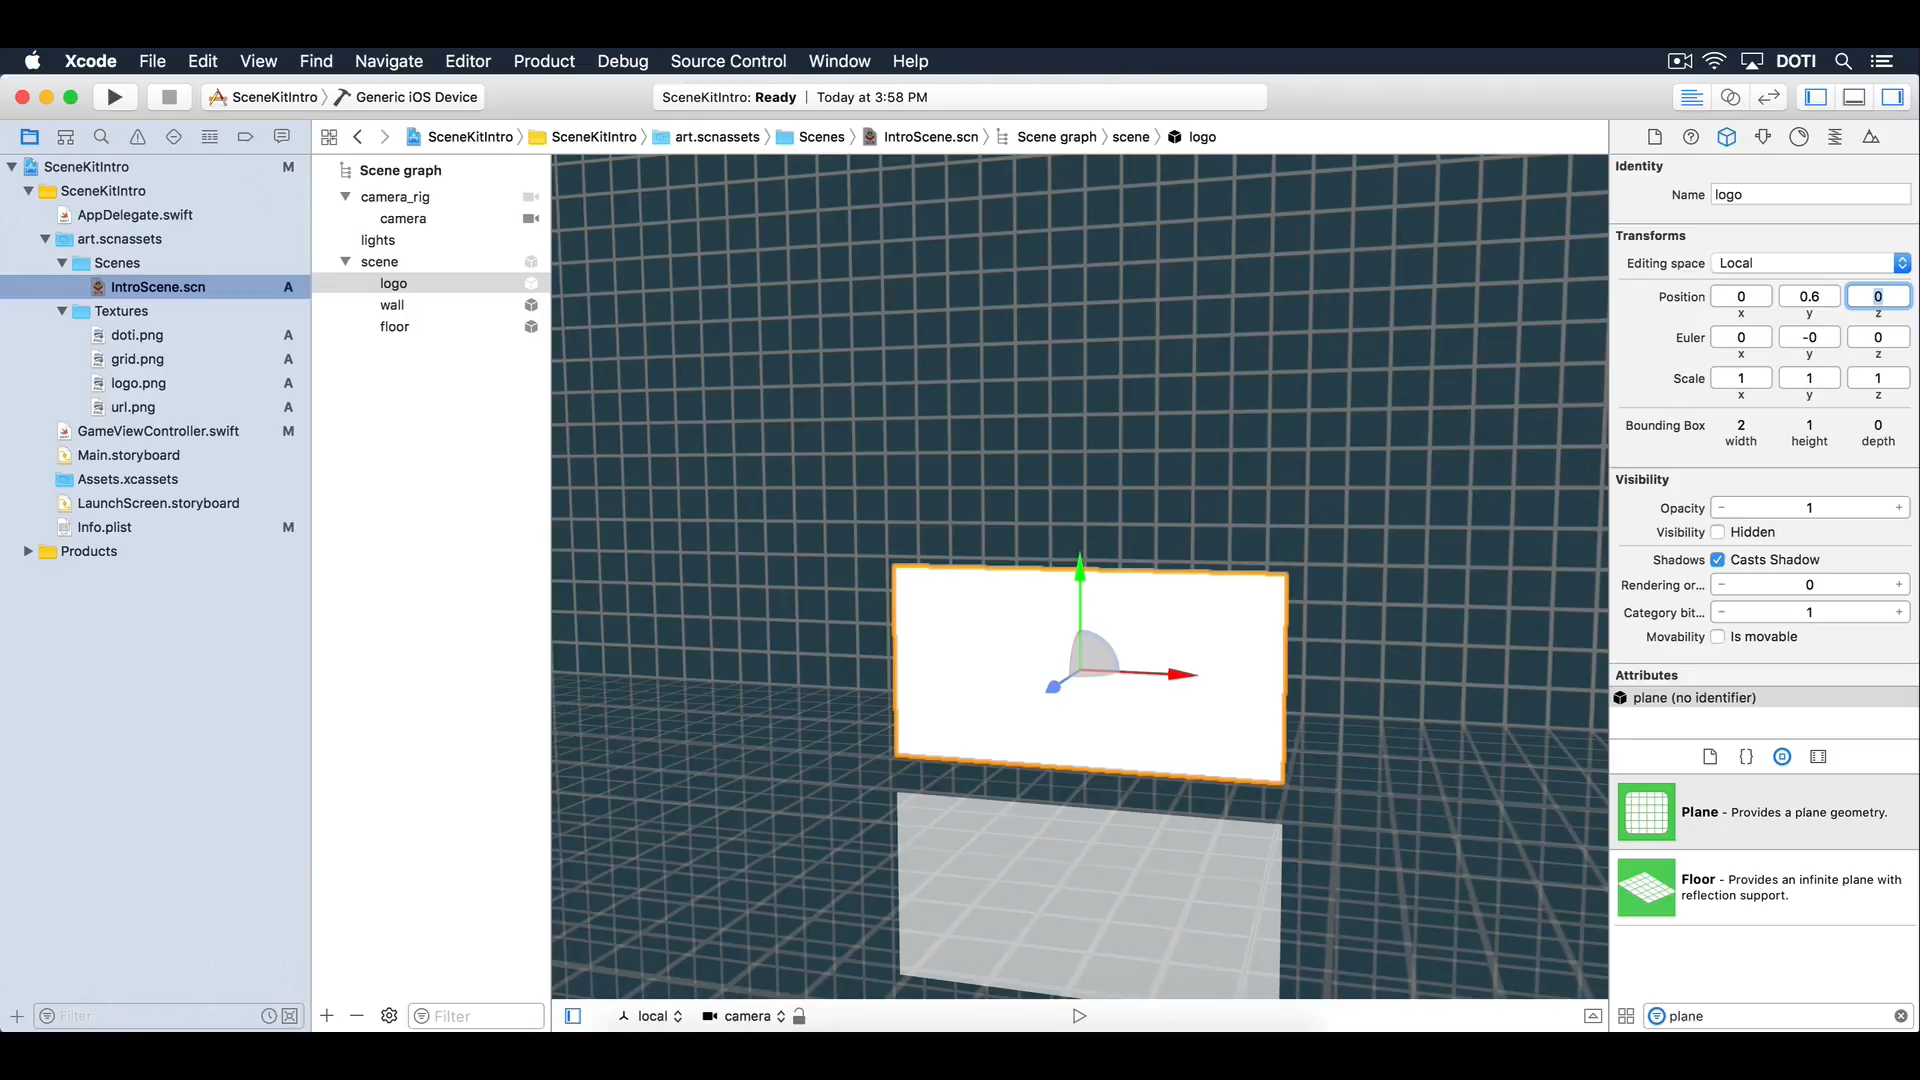 Xcode File Edit View Find Navigate Editor Product Debug Source Control Window Help DOTI
SceneKitIntro Generic iOS Device SceneKitIntro: Ready | Today at 3:58 PM
SceneKitIntro SceneKitIntro art.scnassets Scenes IntroScene.scn Scene graph scene logo
SceneKitIntro M
SceneKitIntro
AppDelegate.swift
art.scnassets
Scenes
IntroScene.scn A
Textures
doti.png A
grid.png A
logo.png A
url.png A
GameViewController.swift M
Main.storyboard
Assets.xcassets
LaunchScreen.storyboard
Info.plist M
Products
Filter
Scene graph
camera_rig
camera
lights
scene
logo
wall
floor
Filter
local camera
Identity
Name logo
Transforms
Editing space Local
Position 0 0.6 0
x y z
Euler 0 -0 0
x y z
Scale 1 1 1
x y z
Bounding Box 2 1 0
width height depth
Visibility
Opacity 1
Visibility Hidden
Shadows Casts Shadow
Rendering or... 0
Category bit... 1
Movability Is movable
Attributes
plane (no identifier)
Plane - Provides a plane geometry.
Floor - Provides an infinite plane with
reflection support.
plane